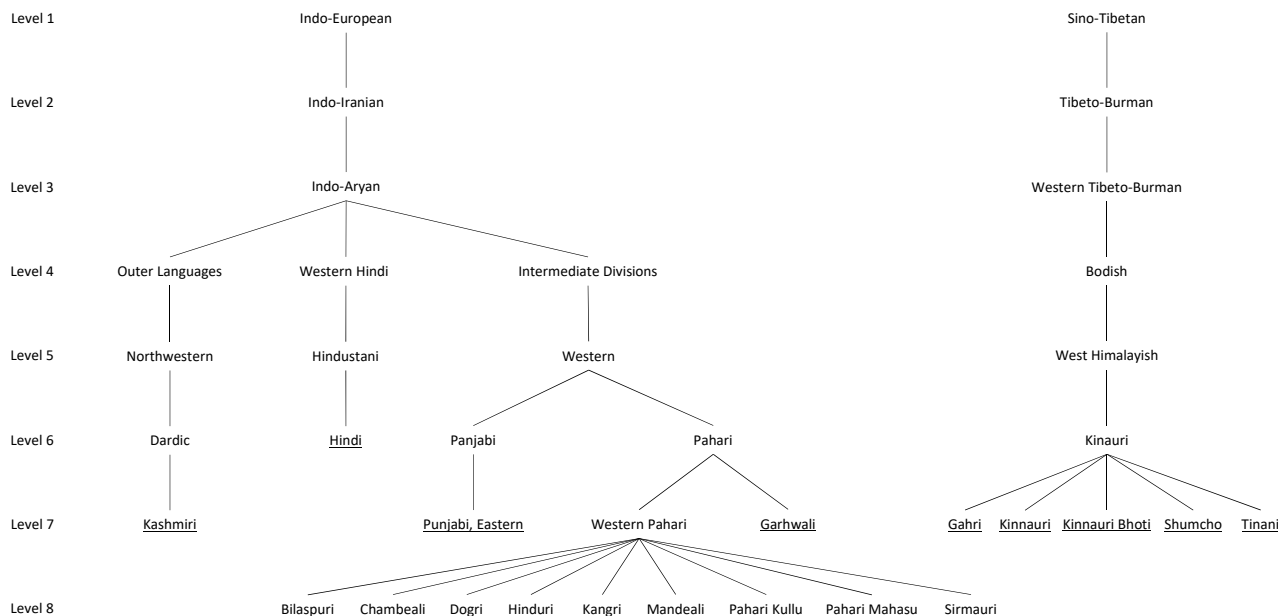 Level 1 Indo-European Sino-Tibetan
Level 2 Indo-Iranian Tibeto-Burman
Level 3 Indo-Aryan Western Tibeto-Burman
Level 4 Outer Languages Western Hindi Intermediate Divisions Bodish
Level 5 Northwestern Hindustani Western West Himalayish
Level 6 Dardic Hindi Panjabi Pahari Kinauri
Level 7 Kashmiri Punjabi, Eastern Western Pahari Garhwali Gahri Kinnauri Kinnauri Bhoti Shumcho Tinani
Level 8 Bilaspuri Chambeali Dogri Hinduri Kangri Mandeali Pahari Kullu Pahari Mahasu Sirmauri